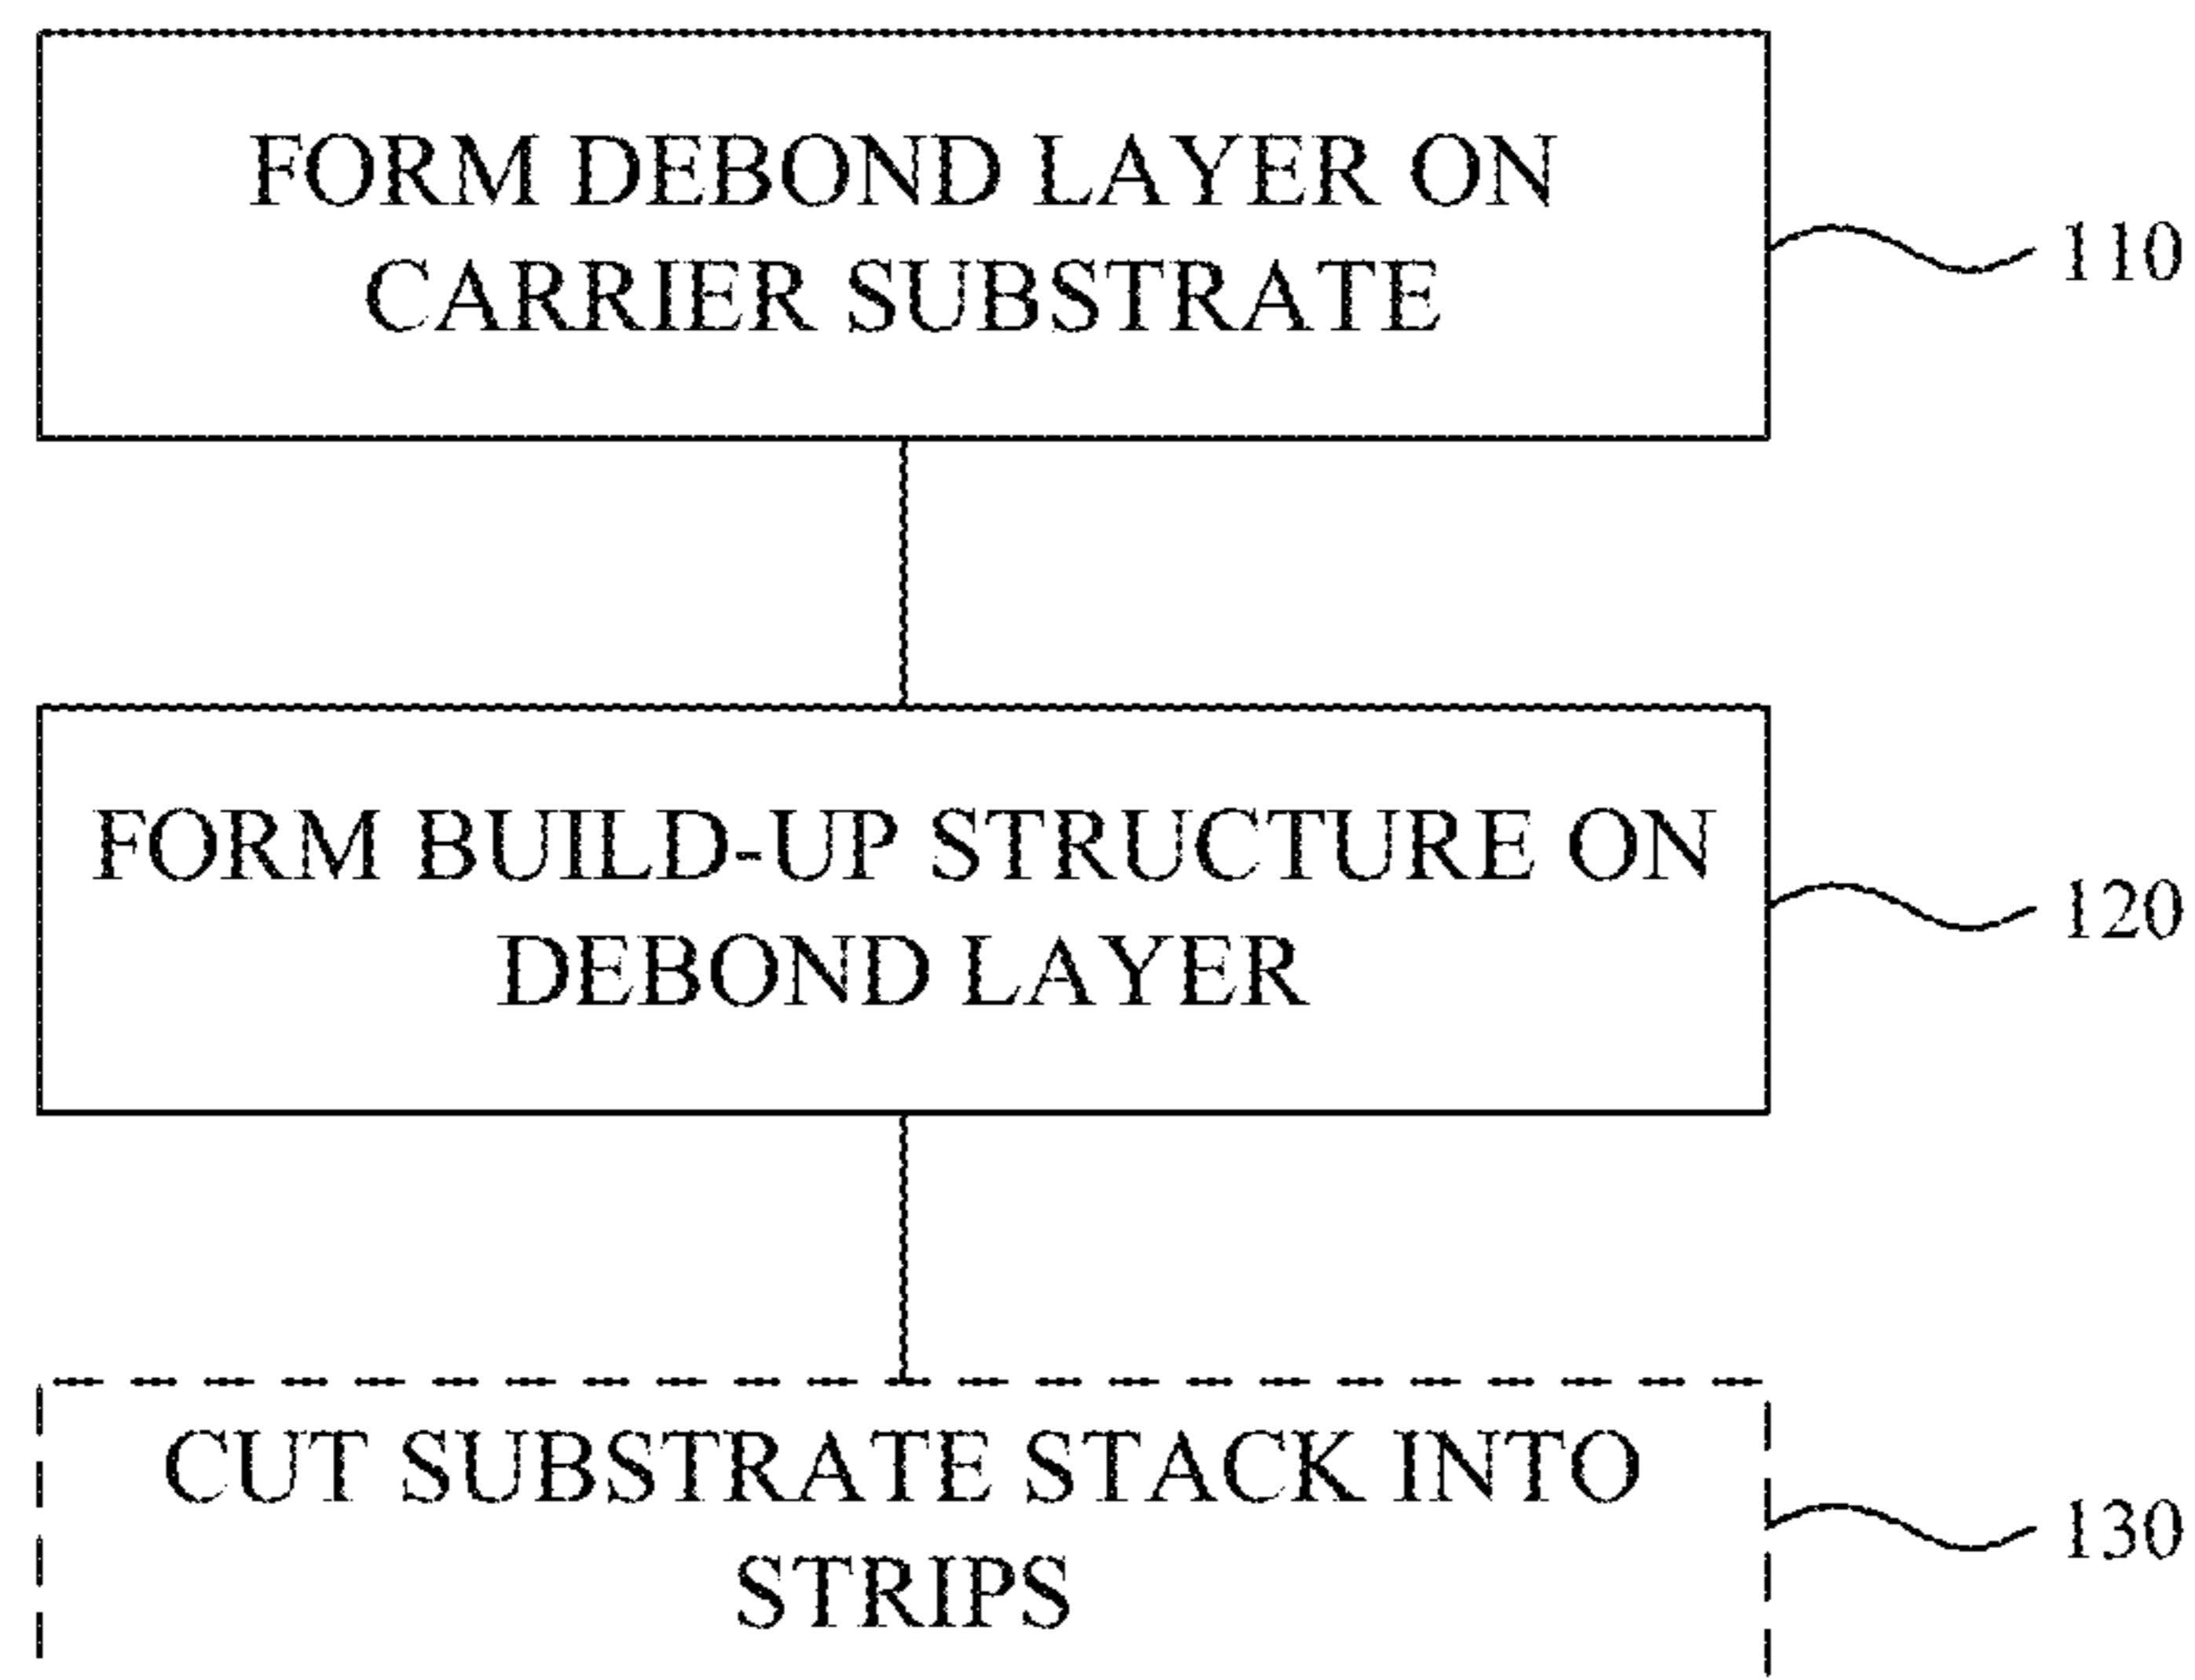 FORM DEBOND LAYER ON
CARRIER SUBSTRATE
110
FORM BUILD-UP STRUCTURE ON
DEBOND LAYER
120
CUT SUBSTRATE STACK INTO
STRIPS
130